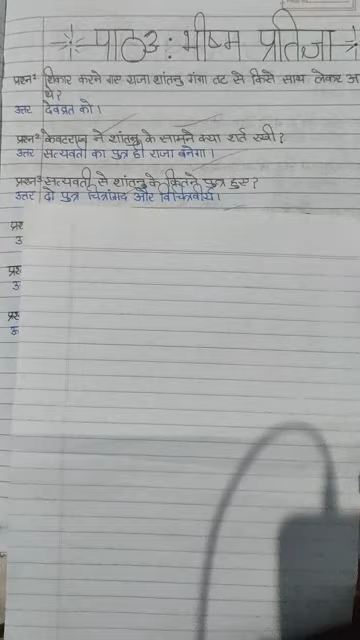 पाठ 3 : भीष्म प्रतिज्ञा
प्रश्न¹ शिकार करने गए राजा शांतनु गंगा तट से किसे साथ लेकर आ
थे?
उत्तर देवव्रत को।
प्रश्न² केवटराज ने शांतनु के सामने क्या शर्त रखी?
उत्तर सत्यवती का पुत्र ही राजा बनेगा।
प्रश्न³ सत्यवती से शांतनु के कितने पुत्र हुए?
उत्तर दो पुत्र चित्रांगद और विचित्रवीर्य।
प्रश
उ
प्रश
उ
प्रश
उ